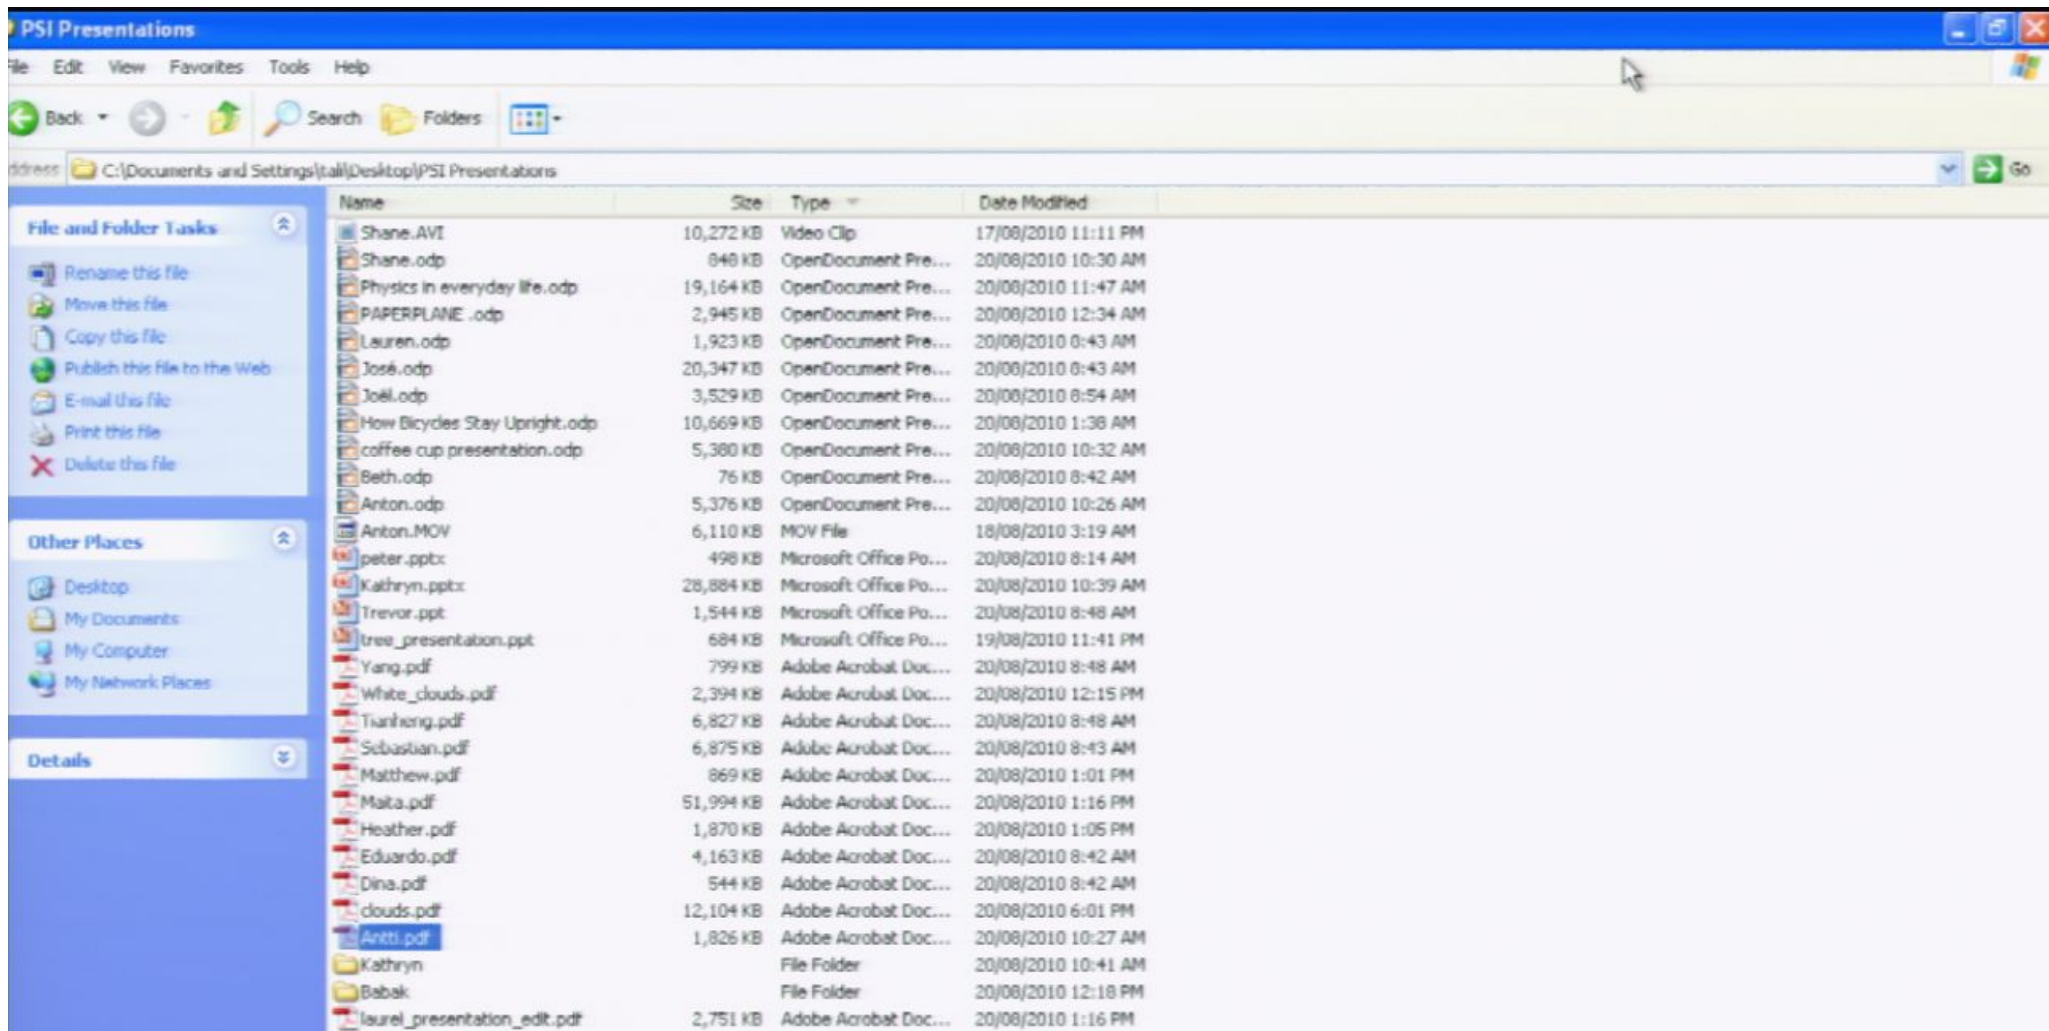 PSI Presentations
File Edit View Favorites Tools Help
Back Search Folders
Address C:\Documents and Settings\tali\Desktop\PSI Presentations Go
File and Folder Tasks
Rename this file
Move this file
Copy this file
Publish this file to the Web
E-mail this file
Print this file
Delete this file
Other Places
Desktop
My Documents
My Computer
My Network Places
Details
Name Size Type Date Modified
Shane.AVI 10,272 KB Video Clip 17/08/2010 11:11 PM
Shane.odp 848 KB OpenDocument Pre... 20/08/2010 10:30 AM
Physics in everyday life.odp 19,164 KB OpenDocument Pre... 20/08/2010 11:47 AM
PAPERPLANE .odp 2,945 KB OpenDocument Pre... 20/08/2010 12:34 AM
Lauren.odp 1,923 KB OpenDocument Pre... 20/08/2010 8:43 AM
José.odp 20,347 KB OpenDocument Pre... 20/08/2010 8:43 AM
Joël.odp 3,529 KB OpenDocument Pre... 20/08/2010 8:54 AM
How Bicycles Stay Upright.odp 10,669 KB OpenDocument Pre... 20/08/2010 1:38 AM
coffee cup presentation.odp 5,380 KB OpenDocument Pre... 20/08/2010 10:32 AM
Beth.odp 76 KB OpenDocument Pre... 20/08/2010 8:42 AM
Anton.odp 5,376 KB OpenDocument Pre... 20/08/2010 10:26 AM
Anton.MOV 6,110 KB MOV File 18/08/2010 3:19 AM
peter.pptx 498 KB Microsoft Office Po... 20/08/2010 8:14 AM
Kathryn.pptx 28,884 KB Microsoft Office Po... 20/08/2010 10:39 AM
Trevor.ppt 1,544 KB Microsoft Office Po... 20/08/2010 8:48 AM
tree_presentation.ppt 684 KB Microsoft Office Po... 19/08/2010 11:41 PM
Yang.pdf 799 KB Adobe Acrobat Doc... 20/08/2010 8:48 AM
White_clouds.pdf 2,394 KB Adobe Acrobat Doc... 20/08/2010 12:15 PM
Tianheng.pdf 6,827 KB Adobe Acrobat Doc... 20/08/2010 8:48 AM
Sebastian.pdf 6,875 KB Adobe Acrobat Doc... 20/08/2010 8:43 AM
Matthew.pdf 869 KB Adobe Acrobat Doc... 20/08/2010 1:01 PM
Maita.pdf 51,994 KB Adobe Acrobat Doc... 20/08/2010 1:16 PM
Heather.pdf 1,870 KB Adobe Acrobat Doc... 20/08/2010 1:05 PM
Eduardo.pdf 4,163 KB Adobe Acrobat Doc... 20/08/2010 8:42 AM
Dina.pdf 544 KB Adobe Acrobat Doc... 20/08/2010 8:42 AM
clouds.pdf 12,104 KB Adobe Acrobat Doc... 20/08/2010 6:01 PM
Antti.pdf 1,826 KB Adobe Acrobat Doc... 20/08/2010 10:27 AM
Kathryn File Folder 20/08/2010 10:41 AM
Babak File Folder 20/08/2010 12:18 PM
laurel_presentation_edit.pdf 2,751 KB Adobe Acrobat Doc... 20/08/2010 1:16 PM